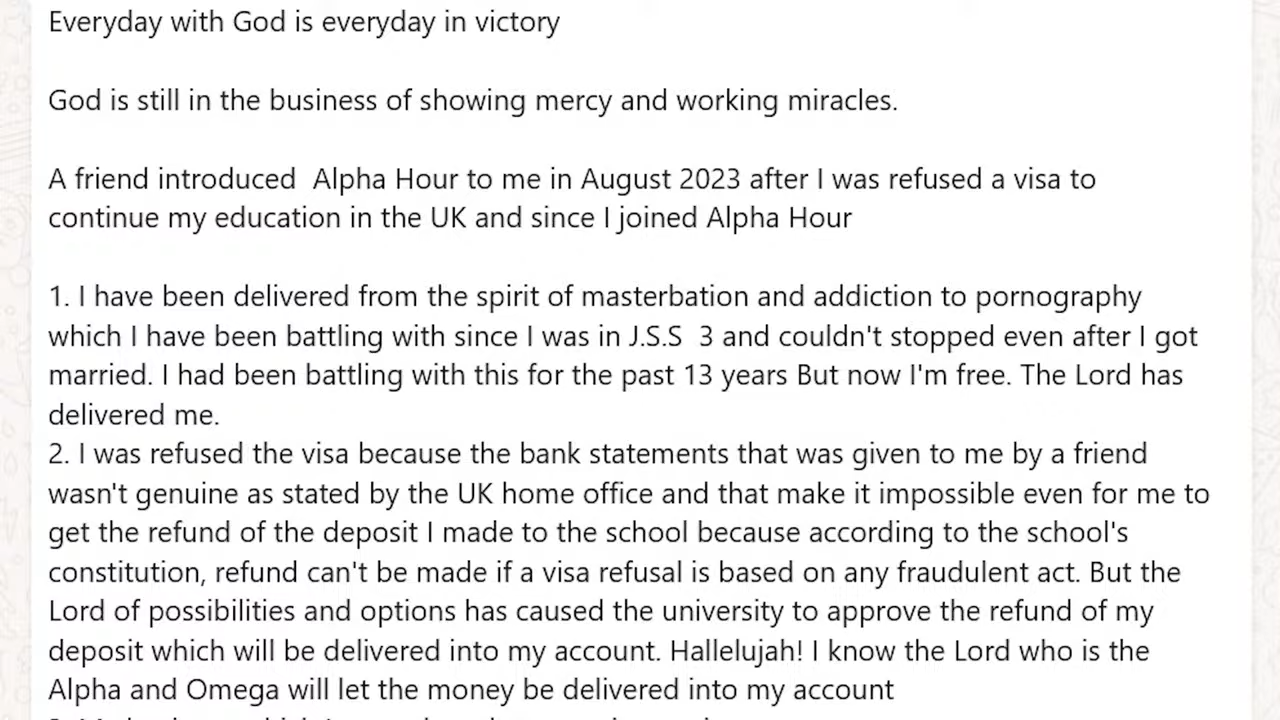 Everyday with God is everyday in victory
God is still in the business of showing mercy and working miracles.
A friend introduced  Alpha Hour to me in August 2023 after I was refused a visa to
continue my education in the UK and since I joined Alpha Hour
1. I have been delivered from the spirit of masterbation and addiction to pornography
which I have been battling with since I was in J.S.S  3 and couldn't stopped even after I got
married. I had been battling with this for the past 13 years But now I'm free. The Lord has
delivered me.
2. I was refused the visa because the bank statements that was given to me by a friend
wasn't genuine as stated by the UK home office and that make it impossible even for me to
get the refund of the deposit I made to the school because according to the school's
constitution, refund can't be made if a visa refusal is based on any fraudulent act. But the
Lord of possibilities and options has caused the university to approve the refund of my
deposit which will be delivered into my account. Hallelujah! I know the Lord who is the
Alpha and Omega will let the money be delivered into my account